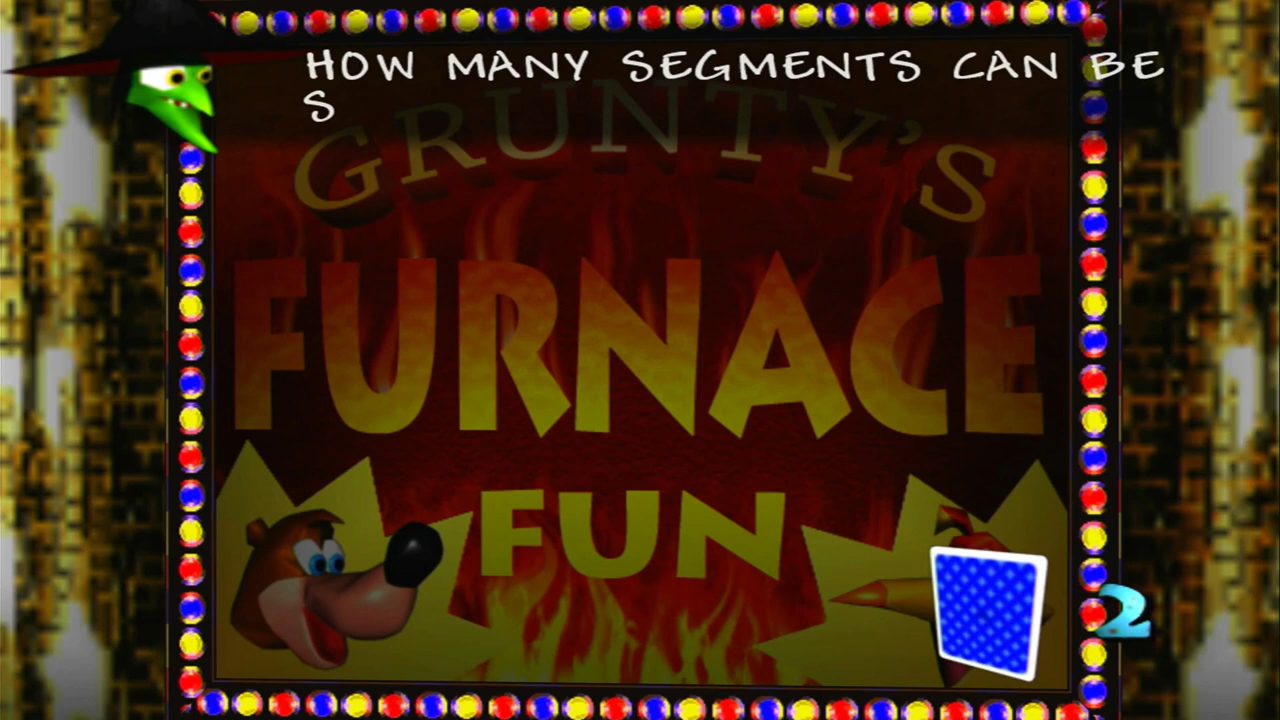 HOW MANY SEGMENTS CAN BE
S
GRUNTY'S
FURNACE
FUN
2